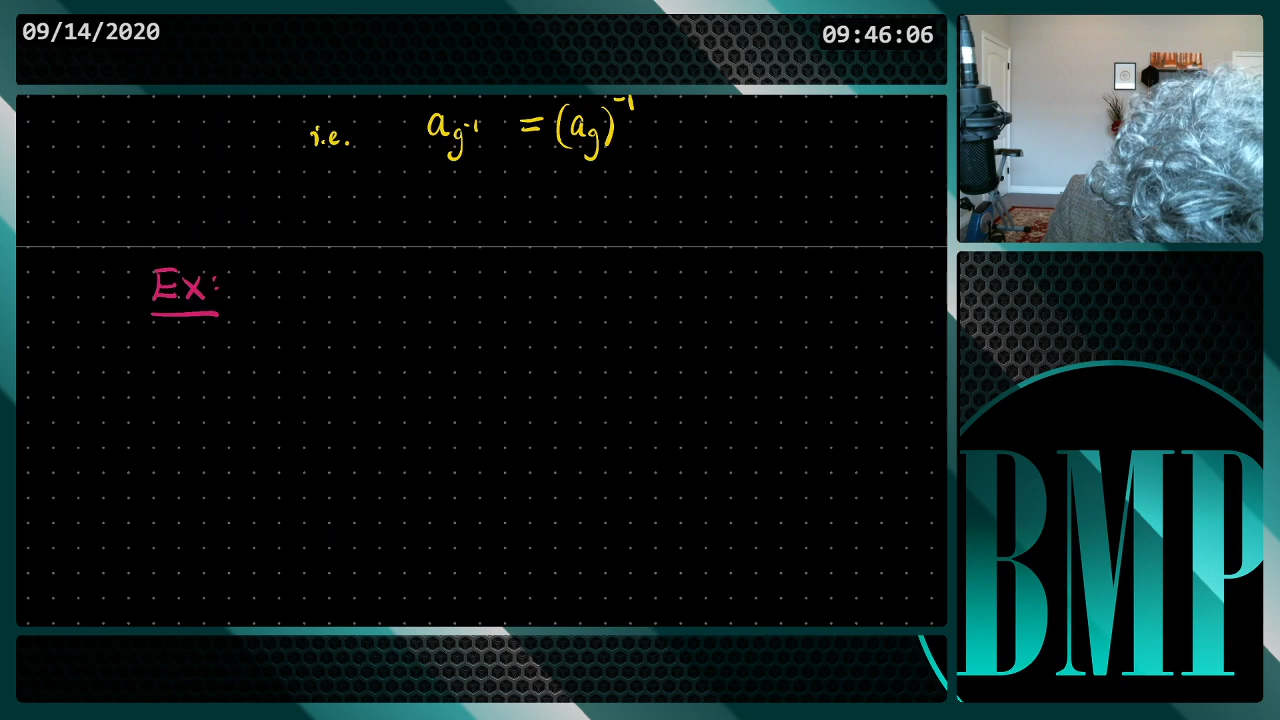 09/14/2020
09:46:06
i.e. a_{g^{-1}} = (a_g)^{-1}
Ex:
BMP